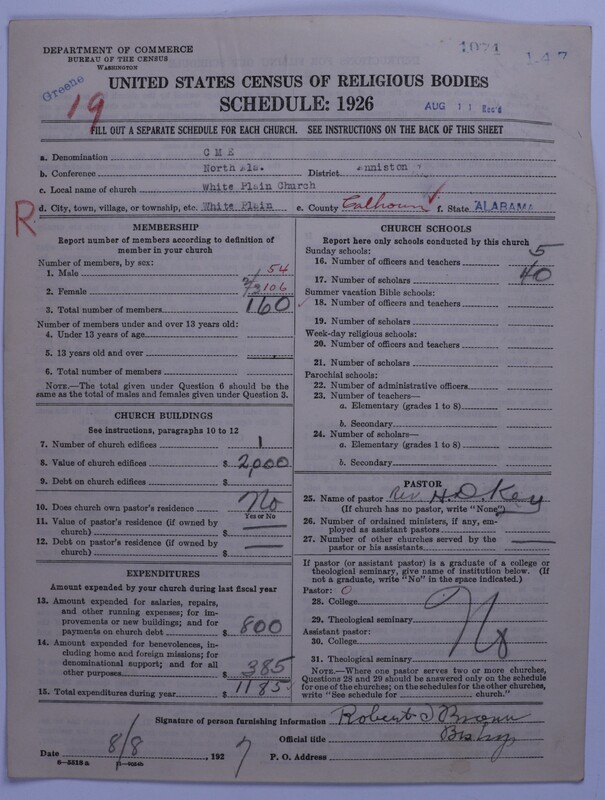 DEPARTMENT OF COMMERCE
BUREAU OF THE CENSUS
WASHINGTON
1071
147
Greene
19
UNITED STATES CENSUS OF RELIGIOUS BODIES
SCHEDULE: 1926
AUG 11 Rec'd
FILL OUT A SEPARATE SCHEDULE FOR EACH CHURCH. SEE INSTRUCTIONS ON THE BACK OF THIS SHEET
a. Denomination C M E
b. Conference North Ala. District Anniston
c. Local name of church White Plain Church
R
d. City, town, village, or township, etc. White Plain e. County Calhoun f. State ALABAMA
MEMBERSHIP
Report number of members according to definition of member in your church
Number of members, by sex:
1. Male 54
2. Female 106
3. Total number of members 160
Number of members under and over 13 years old:
4. Under 13 years of age
5. 13 years old and over
6. Total number of members
NOTE.—The total given under Question 6 should be the same as the total of males and females given under Question 3.
CHURCH BUILDINGS
See instructions, paragraphs 10 to 12
7. Number of church edifices 1
8. Value of church edifices $ 2,000
9. Debt on church edifices $
10. Does church own pastor's residence No
Yes or No
11. Value of pastor's residence (if owned by church) $
12. Debt on pastor's residence (if owned by church) $
EXPENDITURES
Amount expended by your church during last fiscal year
13. Amount expended for salaries, repairs, and other running expenses; for improvements or new buildings; and for payments on church debt $ 800
14. Amount expended for benevolences, including home and foreign missions; for denominational support; and for all other purposes $ 385
15. Total expenditures during year $ 1185
CHURCH SCHOOLS
Report here only schools conducted by this church
Sunday schools:
16. Number of officers and teachers 5
17. Number of scholars 40
Summer vacation Bible schools:
18. Number of officers and teachers
19. Number of scholars
Week-day religious schools:
20. Number of officers and teachers
21. Number of scholars
Parochial schools:
22. Number of administrative officers
23. Number of teachers—
a. Elementary (grades 1 to 8)
b. Secondary
24. Number of scholars—
a. Elementary (grades 1 to 8)
b. Secondary
PASTOR
25. Name of pastor Rev. H. D. Key
(If church has no pastor, write "None")
26. Number of ordained ministers, if any, employed as assistant pastors
27. Number of other churches served by the pastor or his assistants
If pastor (or assistant pastor) is a graduate of a college or theological seminary, give name of institution below. (If not a graduate, write "No" in the space indicated.)
Pastor: 0
28. College
29. Theological seminary No
Assistant pastor:
30. College
31. Theological seminary
NOTE.—Where one pastor serves two or more churches, Questions 28 and 29 should be answered only on the schedule for one of the churches; on the schedules for the other churches, write "See schedule for church."
Signature of person furnishing information Robert T Brown
Official title Bishop
Date 8/8, 1927 P. O. Address